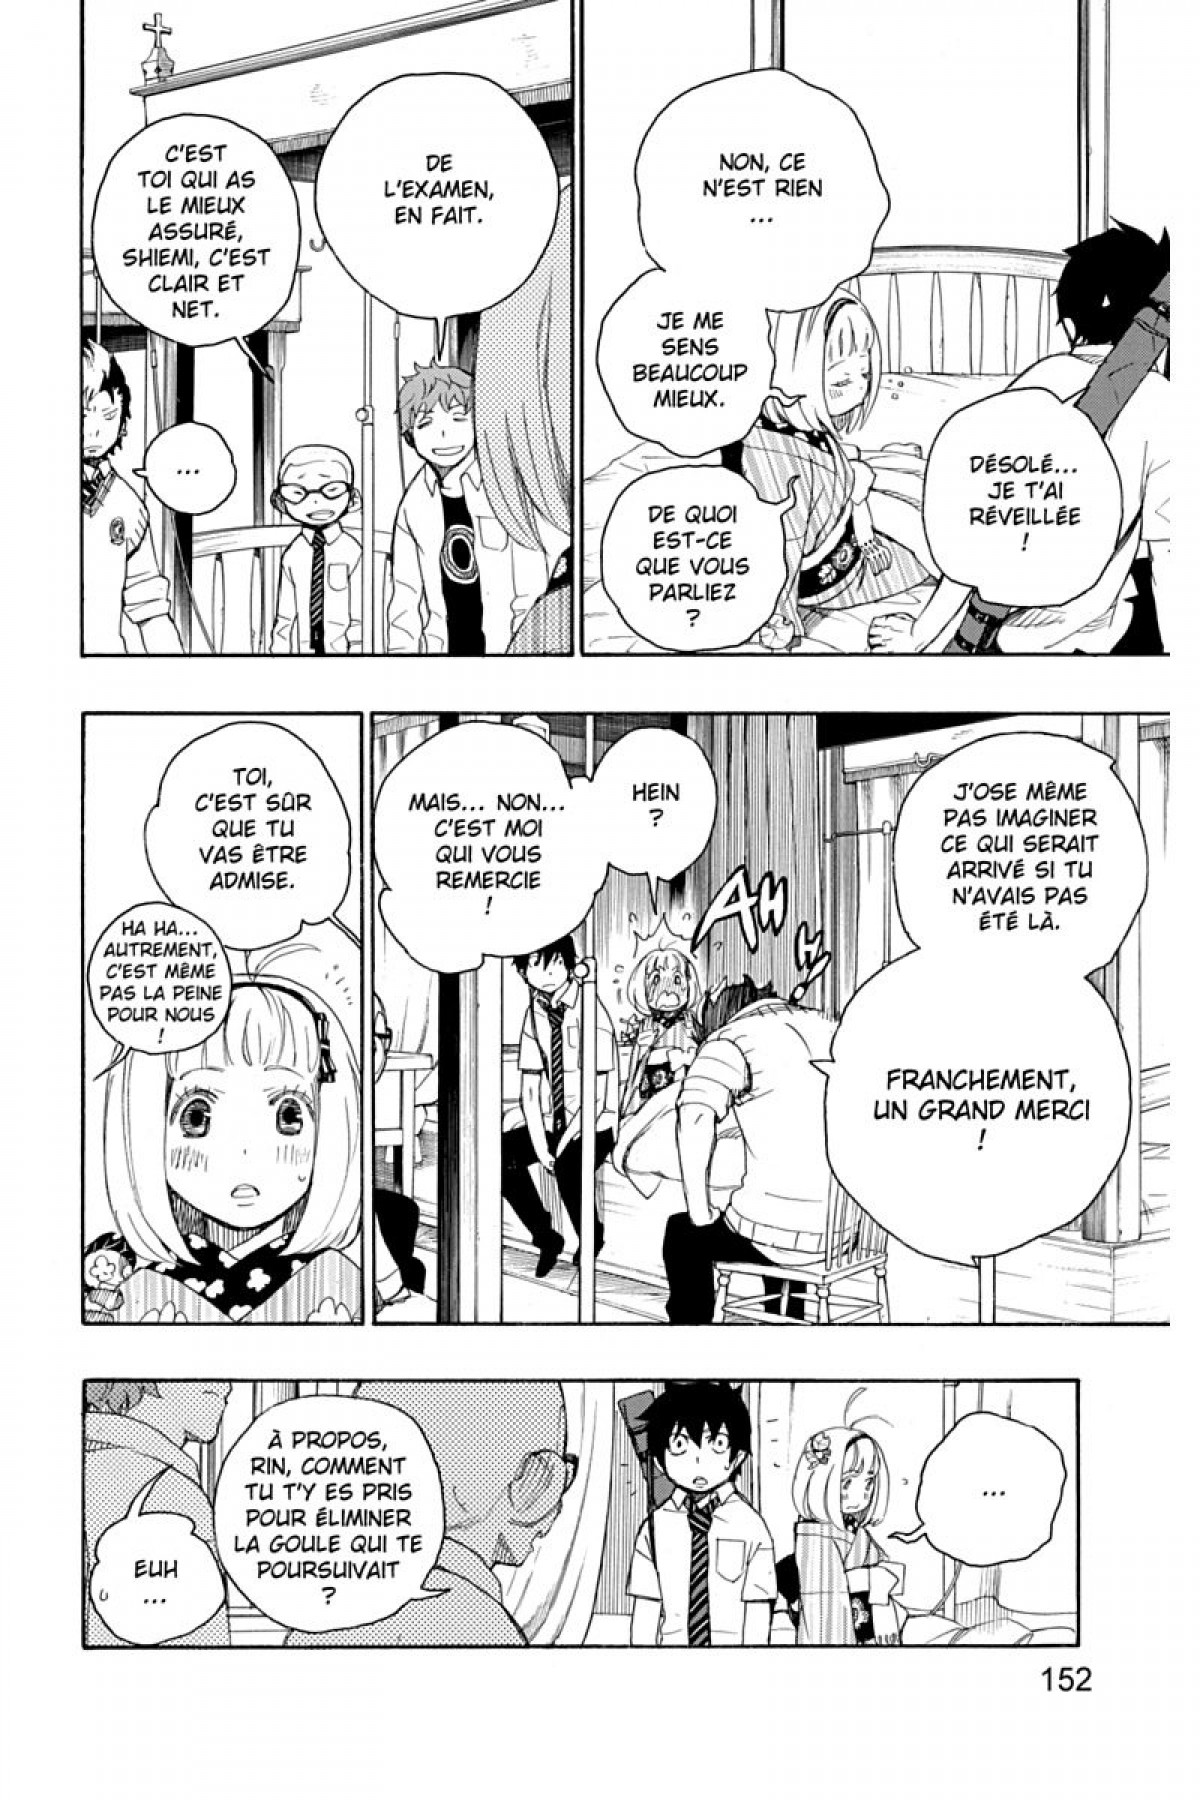 DÉSOLÉ...
JE T'AI
RÉVEILLÉE
!
NON, CE
N'EST RIEN
...
JE ME
SENS
BEAUCOUP
MIEUX.
DE QUOI
EST-CE
QUE VOUS
PARLIEZ
?
DE
L'EXAMEN,
EN FAIT.
C'EST
TOI QUI AS
LE MIEUX
ASSURÉ,
SHIEMI, C'EST
CLAIR ET
NET.
...
J'OSE MÊME
PAS IMAGINER
CE QUI SERAIT
ARRIVÉ SI TU
N'AVAIS PAS
ÉTÉ LÀ.
FRANCHEMENT,
UN GRAND MERCI
!
HEIN
?
AH
H
MAIS... NON...
C'EST MOI
QUI VOUS
REMERCIE
!
TOI,
C'EST SÛR
QUE TU
VAS ÊTRE
ADMISE.
HA HA...
AUTREMENT,
C'EST MÊME
PAS LA PEINE
POUR NOUS
!
...
À PROPOS,
RIN, COMMENT
TU T'Y ES PRIS
POUR ÉLIMINER
LA GOULE QUI TE
POURSUIVAIT
?
EUH
...
152